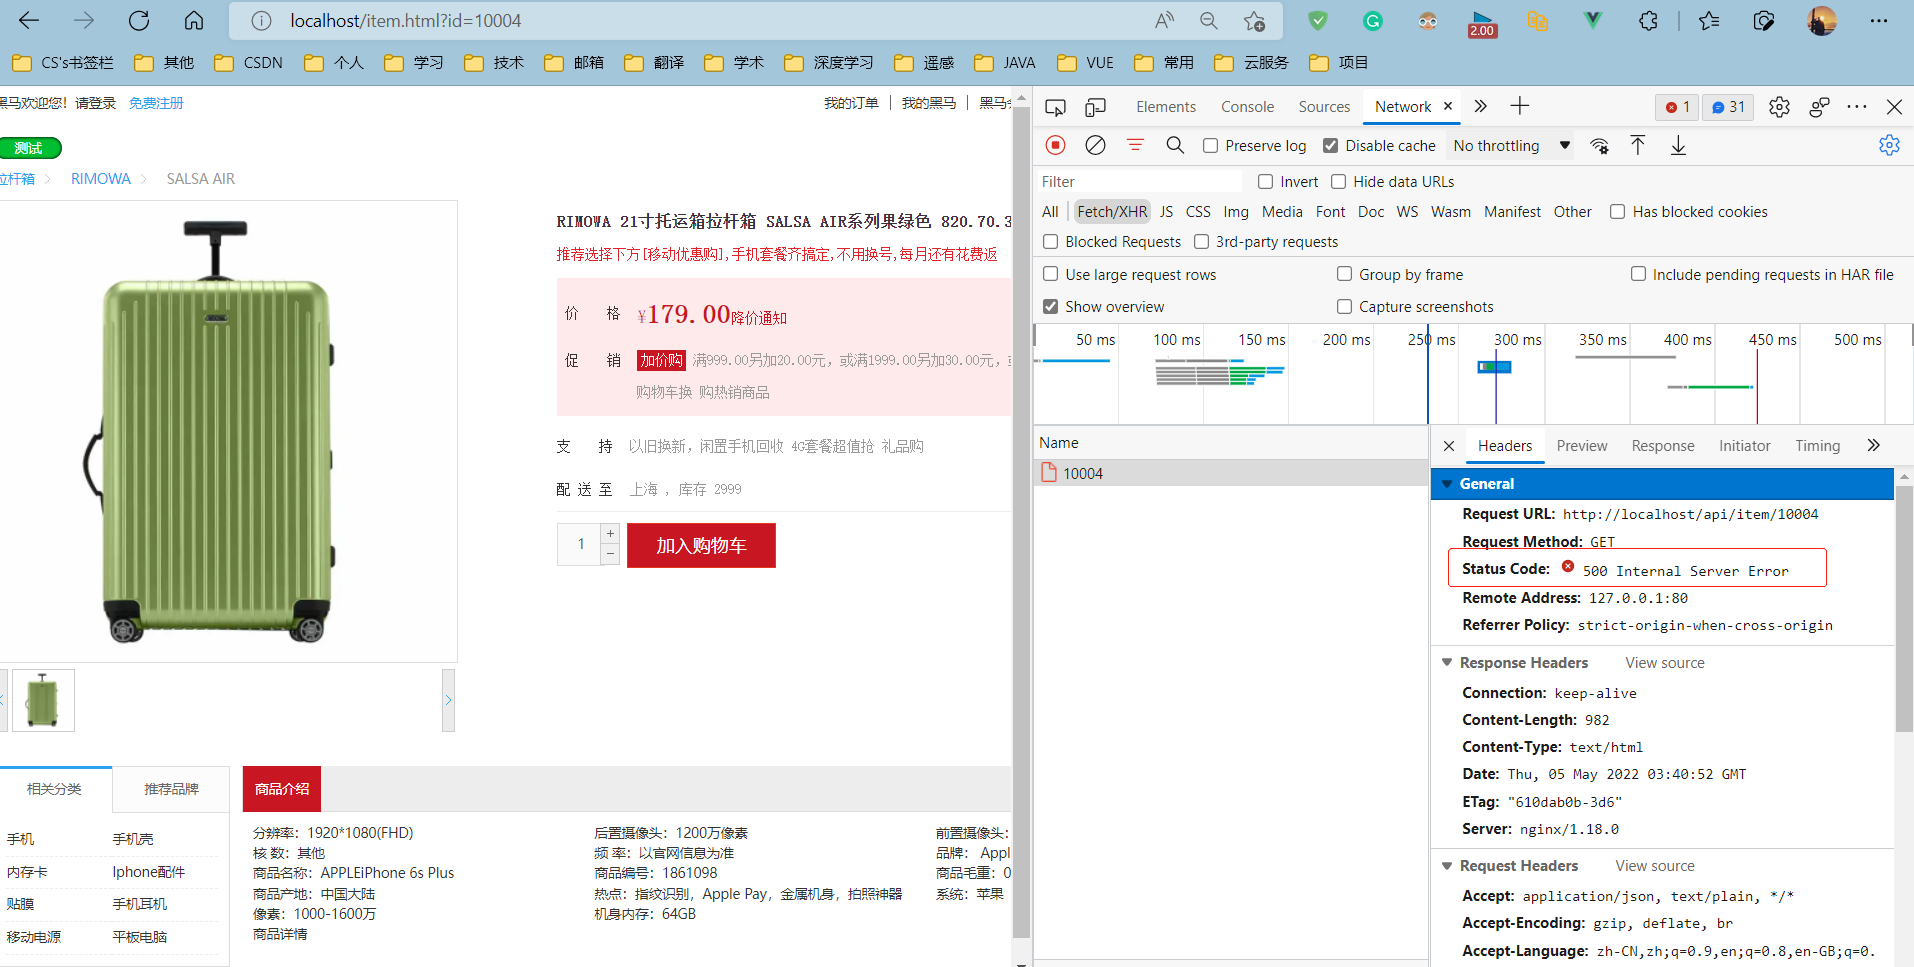 localhost/item.html?id=10004
2.00
CS's书签栏 其他 CSDN 个人 学习 技术 邮箱 翻译 学术 深度学习 遥感 JAVA VUE 常用 云服务 项目
黑马欢迎您！请登录 免费注册 我的订单 我的黑马 黑马会
测试
拉杆箱 RIMOWA SALSA AIR
RIMOWA 21寸托运箱拉杆箱 SALSA AIR系列果绿色 820.70.3
推荐选择下方[移动优惠购],手机套餐齐搞定,不用换号,每月还有花费返
价 格 ¥179.00降价通知
促 销 加价购 满999.00另加20.00元，或满1999.00另加30.00元，或
购物车换 购热销商品
支 持 以旧换新，闲置手机回收 4G套餐超值抢 礼品购
配 送 至 上海 ，库存 2999
1 + − 加入购物车
相关分类 推荐品牌 商品介绍
手机 手机壳
内存卡 Iphone配件
贴膜 手机耳机
移动电源 平板电脑
分辨率：1920*1080(FHD) 后置摄像头：1200万像素 前置摄像头：
核 数：其他 频 率：以官网信息为准 品牌： Appl
商品名称：APPLEiPhone 6s Plus 商品编号：1861098 商品毛重：0
商品产地：中国大陆 热点：指纹识别，Apple Pay，金属机身，拍照神器 系统：苹果
像素：1000-1600万 机身内存：64GB
商品详情
Elements Console Sources Network 1 31
Preserve log Disable cache No throttling
Filter Invert Hide data URLs
All Fetch/XHR JS CSS Img Media Font Doc WS Wasm Manifest Other Has blocked cookies
Blocked Requests 3rd-party requests
Use large request rows Group by frame Include pending requests in HAR file
Show overview Capture screenshots
50 ms 100 ms 150 ms 200 ms 250 ms 300 ms 350 ms 400 ms 450 ms 500 ms
Name
10004
Headers Preview Response Initiator Timing
General
Request URL: http://localhost/api/item/10004
Request Method: GET
Status Code: 500 Internal Server Error
Remote Address: 127.0.0.1:80
Referrer Policy: strict-origin-when-cross-origin
Response Headers View source
Connection: keep-alive
Content-Length: 982
Content-Type: text/html
Date: Thu, 05 May 2022 03:40:52 GMT
ETag: "610dab0b-3d6"
Server: nginx/1.18.0
Request Headers View source
Accept: application/json, text/plain, */*
Accept-Encoding: gzip, deflate, br
Accept-Language: zh-CN,zh;q=0.9,en;q=0.8,en-GB;q=0.